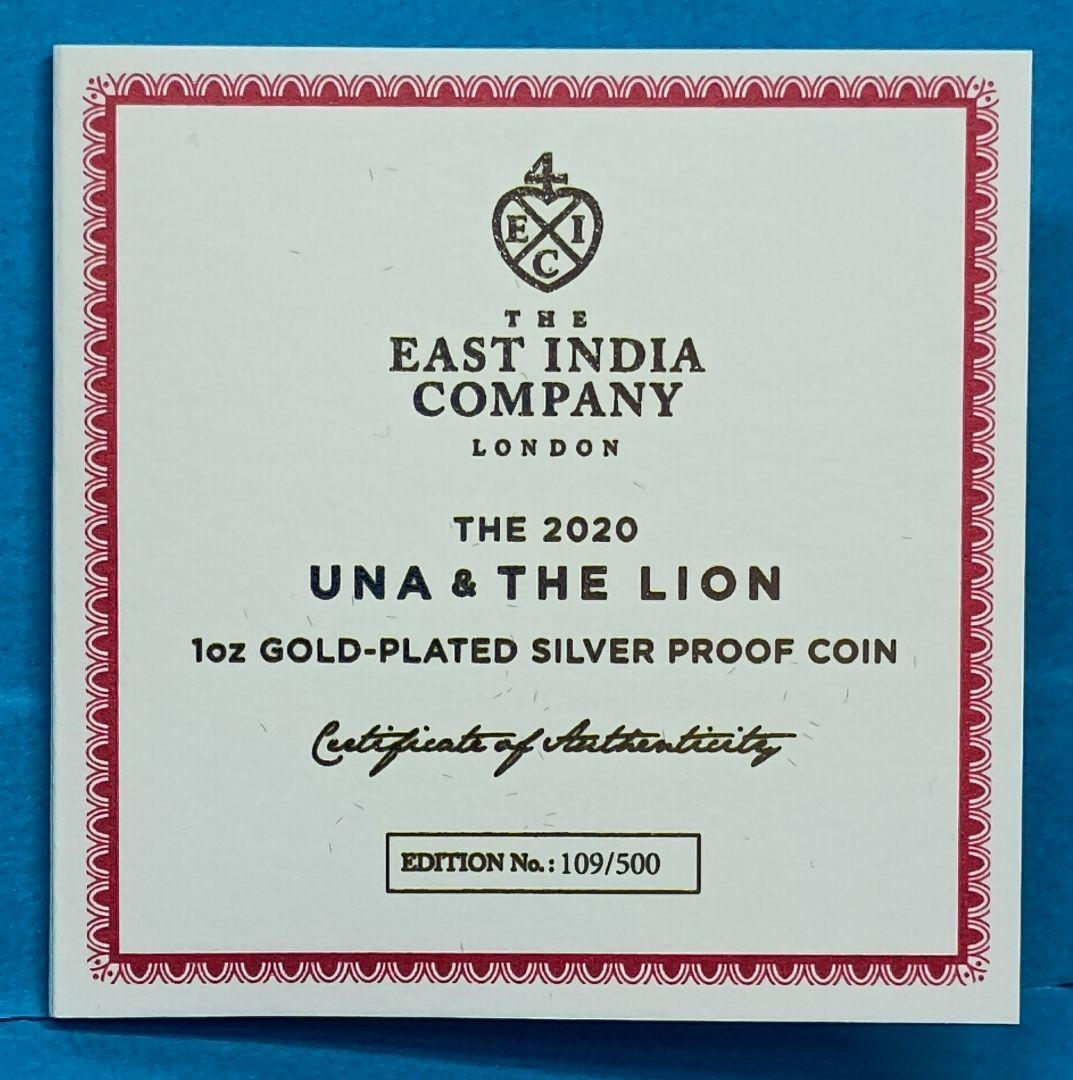 4
E I
C
THE
EAST INDIA
COMPANY
LONDON
THE 2020
UNA & THE LION
1oz GOLD-PLATED SILVER PROOF COIN
Certificate of Authenticity
EDITION No.: 109/500